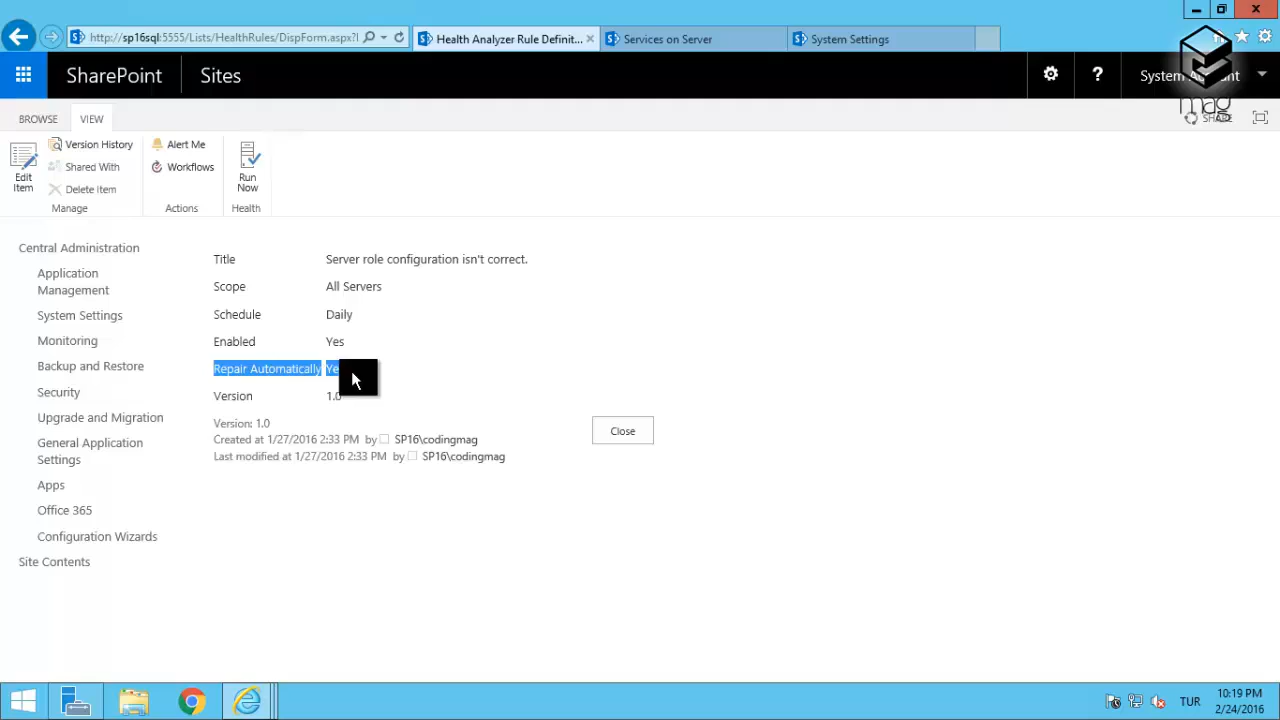 http://sp16sql:5555/Lists/HealthRules/DispForm.aspx?I
Health Analyzer Rule Definit...
Services on Server
System Settings
SharePoint
Sites
?
BROWSE
VIEW
SHARE
Edit
Item
Version History
Shared With
Delete Item
Manage
Alert Me
Workflows
Actions
Run
Now
Health
Central Administration
Application
Management
System Settings
Monitoring
Backup and Restore
Security
Upgrade and Migration
General Application
Settings
Apps
Office 365
Configuration Wizards
Site Contents
Title Server role configuration isn't correct.
Scope All Servers
Schedule Daily
Enabled Yes
Repair Automatically
Version 1.0
Version: 1.0
Created at 1/27/2016 2:33 PM by SP16\codingmag
Last modified at 1/27/2016 2:33 PM by SP16\codingmag
Close
System
mag
TUR
10:19 PM
2/24/2016